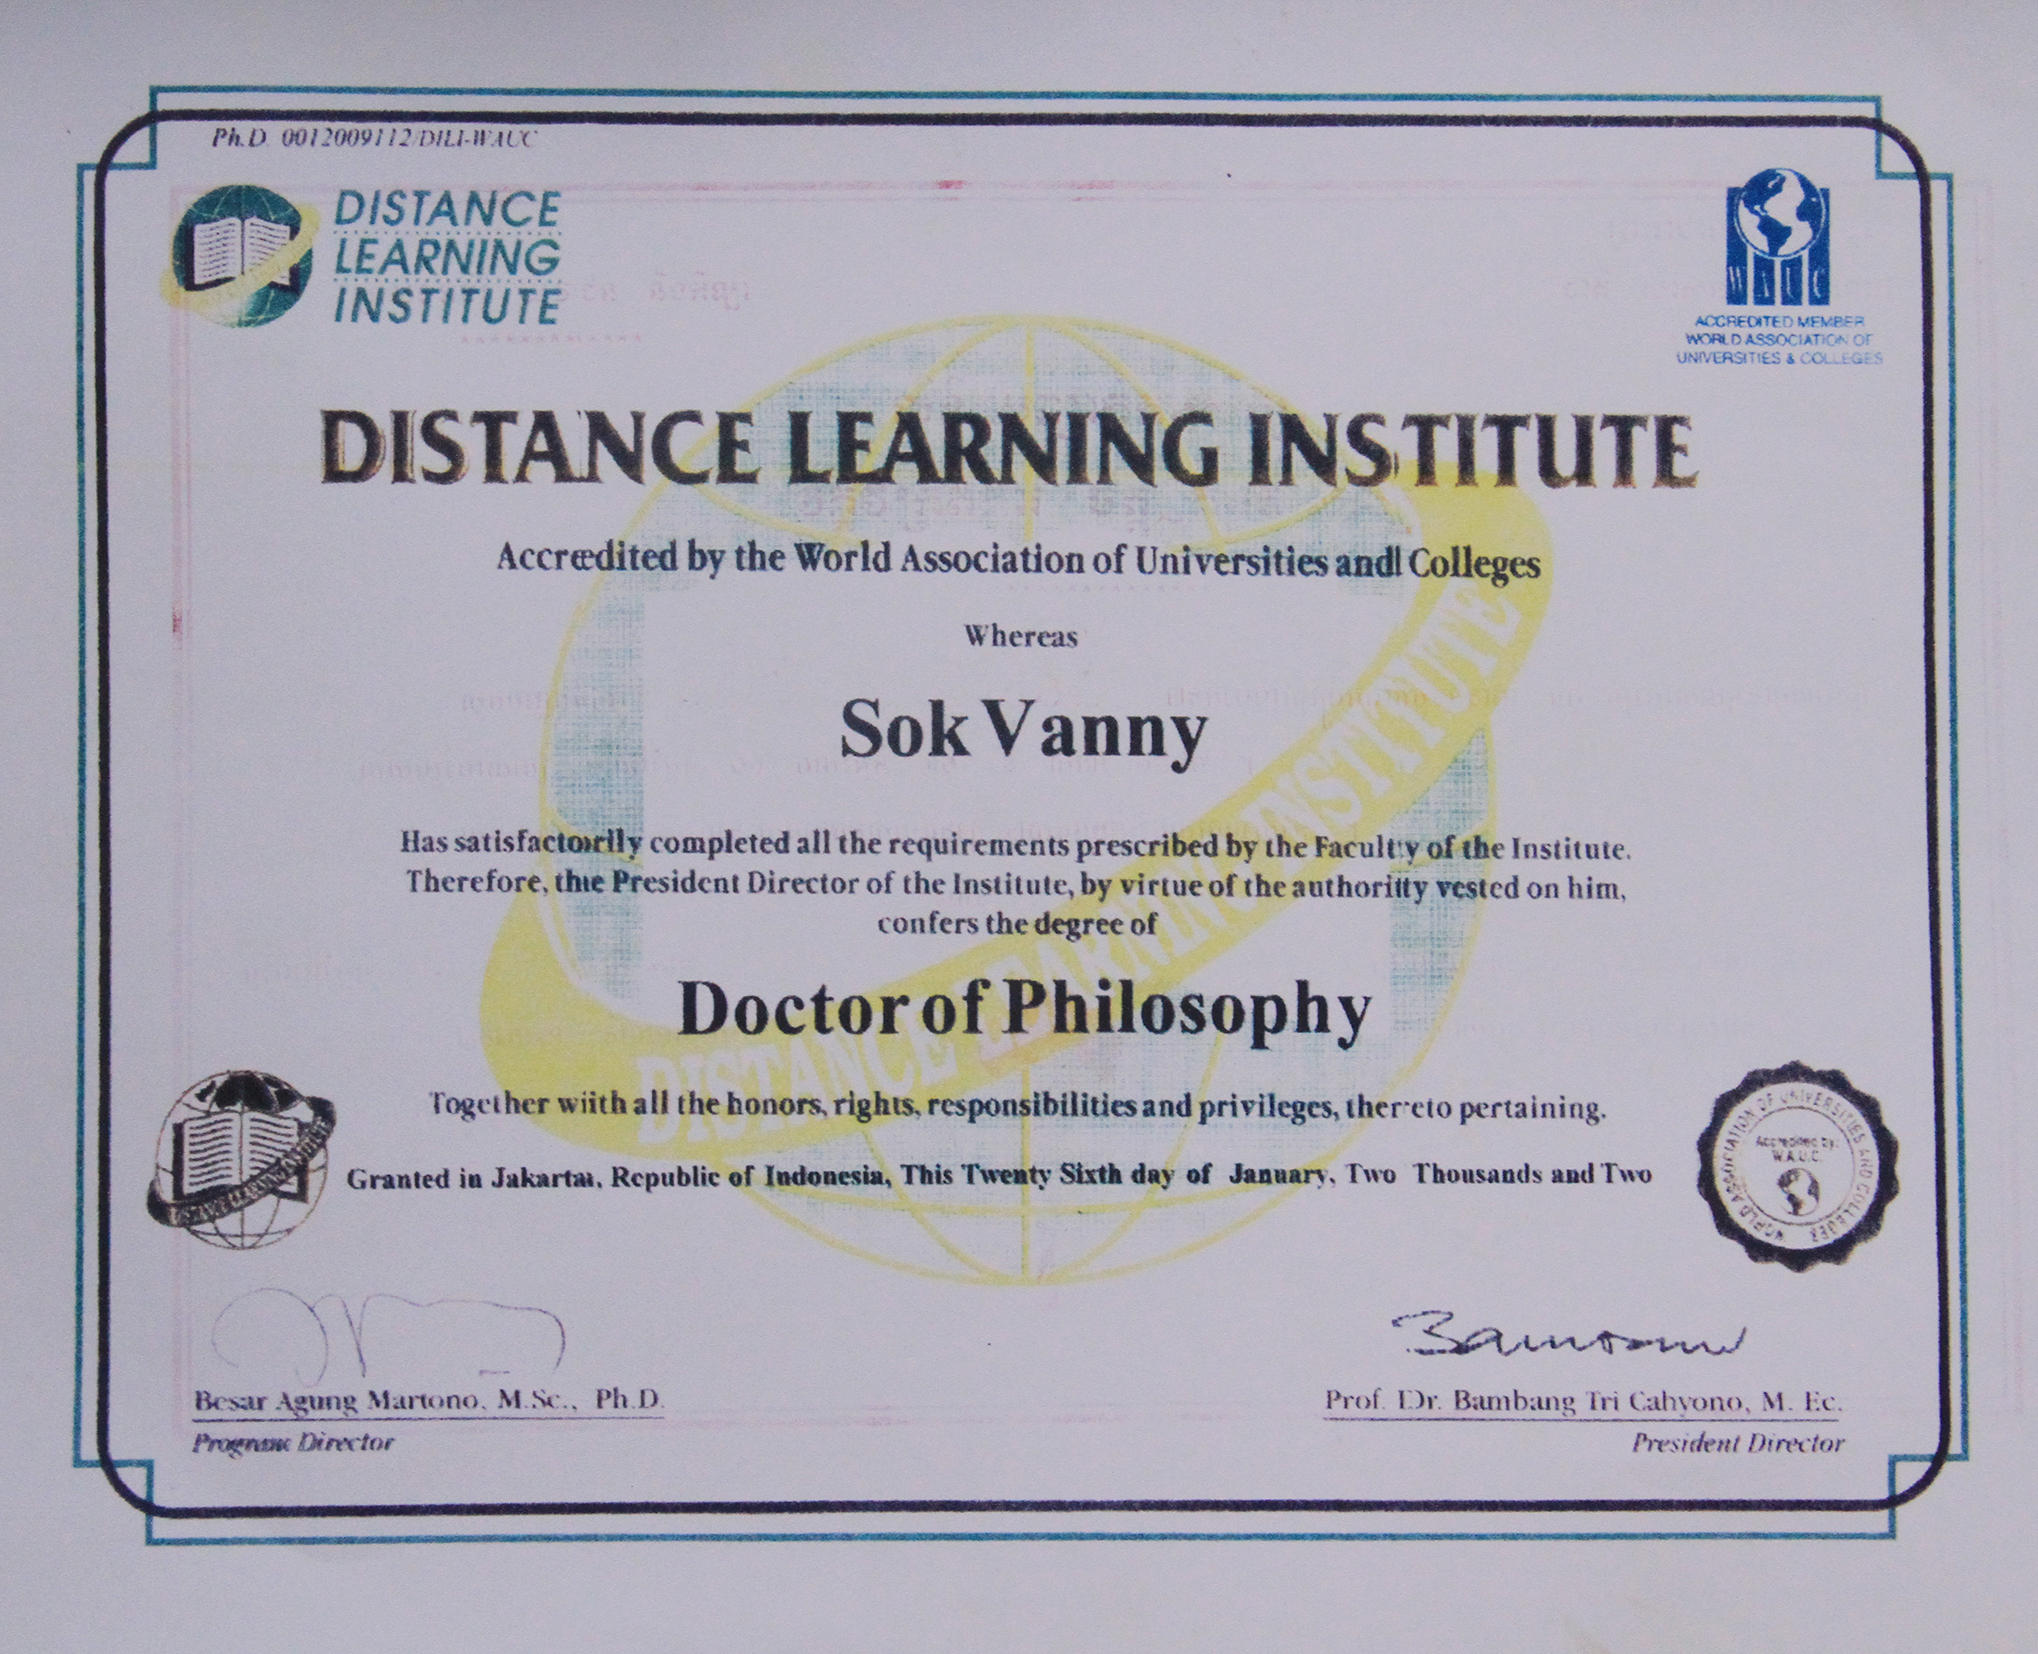 Ph.D. 0012009112/DILI-WAUC
DISTANCE
LEARNING
INSTITUTE
WAUC
ACCREDITED MEMBER
WORLD ASSOCIATION OF
UNIVERSITIES & COLLEGES
DISTANCE LEARNING INSTITUTE
Accredited by the World Association of Universities and Colleges
Whereas
Sok Vanny
Has satisfactorily completed all the requirements prescribed by the Faculty of the Institute.
Therefore, the President Director of the Institute, by virtue of the authority vested on him,
confers the degree of
Doctor of Philosophy
Together with all the honors, rights, responsibilities and privileges, thereto pertaining.
Granted in Jakarta, Republic of Indonesia, This Twenty Sixth day of January, Two Thousands and Two
DISTANCE LEARNING INSTITUTE
DISTANCE LEARNING INSTITUTE
WORLD ASSOCIATION OF UNIVERSITIES AND COLLEGES
Accredited by:
W.A.U.C.
Besar Agung Martono, M.Sc., Ph.D.
Program Director
Prof. Dr. Bambang Tri Cahyono, M. Ec.
President Director